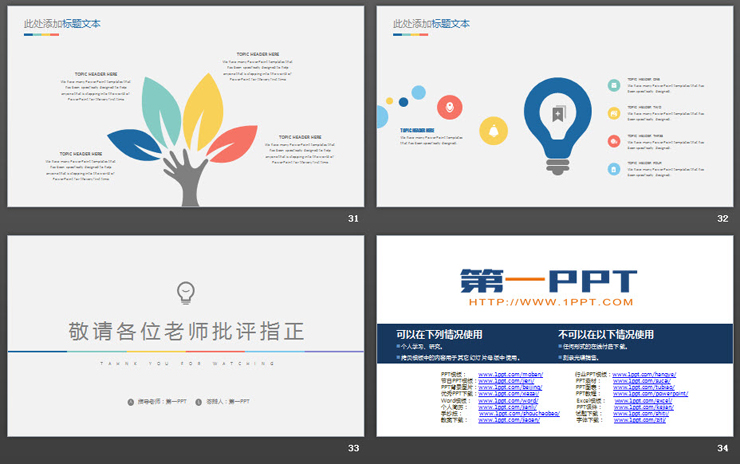 此处添加标题文本
TOPIC HEADER HERE
We have many PowerPoint templates that
has been specifically designed to help
anyone that is stepping into the world of
PowerPoint for the very first time.
TOPIC HEADER HERE
We have many PowerPoint templates that
has been specifically designed to help
anyone that is stepping into the world of
PowerPoint for the very first time.
TOPIC HEADER HERE
We have many PowerPoint templates that
has been specifically designed to help
anyone that is stepping into the world of
PowerPoint for the very first time.
TOPIC HEADER HERE
We have many PowerPoint templates that
has been specifically designed to help
anyone that is stepping into the world of
PowerPoint for the very first time.
31
此处添加标题文本
TOPIC HEADER HERE
We have many PowerPoint templates
that has been specifically designed.
TOPIC HEADER ONE
We have many PowerPoint templates that has
been specifically designed.
TOPIC HEADER TWO
We have many PowerPoint templates that has
been specifically designed.
TOPIC HEADER THREE
We have many PowerPoint templates that has
been specifically designed.
TOPIC HEADER FOUR
We have many PowerPoint templates that has
been specifically designed.
32
敬请各位老师批评指正
THANK YOU FOR WATCHING
指导老师：第一PPT
答辩人：第一PPT
33
第一PPT
HTTP://WWW.1PPT.COM
可以在下列情况使用
个人学习、研究。
拷贝模板中的内容用于其它幻灯片母版中使用。
不可以在以下情况使用
任何形式的在线付费下载。
刻录光碟销售。
PPT模板： www.1ppt.com/moban/
节日PPT模板： www.1ppt.com/jieri/
PPT背景图片： www.1ppt.com/beijing/
优秀PPT下载： www.1ppt.com/xiazai/
Word模板： www.1ppt.com/word/
个人简历： www.1ppt.com/jianli/
手抄报： www.1ppt.com/shouchaobao/
教案下载： www.1ppt.com/jiaoan/
行业PPT模板： www.1ppt.com/hangye/
PPT素材： www.1ppt.com/sucai/
PPT图表： www.1ppt.com/tubiao/
PPT教程： www.1ppt.com/powerpoint/
Excel模板： www.1ppt.com/excel/
PPT课件： www.1ppt.com/kejian/
试题下载： www.1ppt.com/shiti/
字体下载： www.1ppt.com/ziti/
34